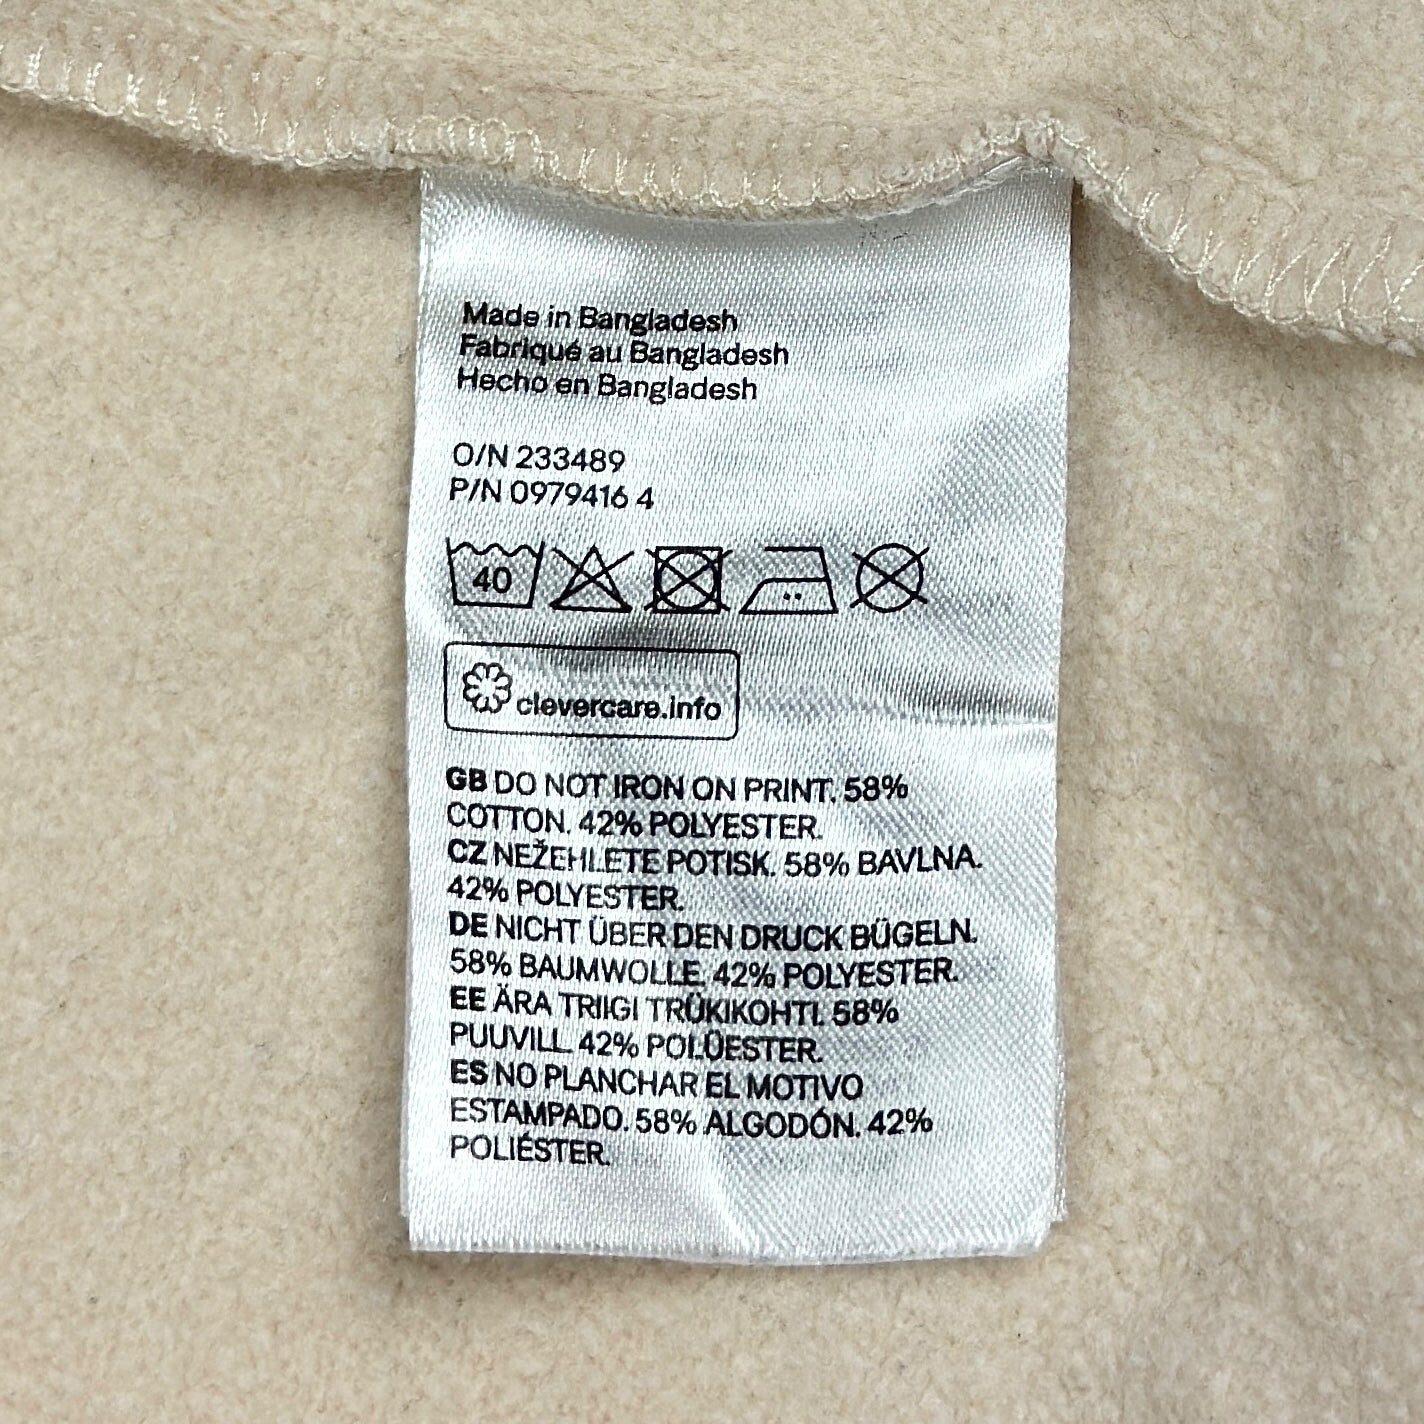 Made in Bangladesh
Fabriqué au Bangladesh
Hecho en Bangladesh
O/N 233489
P/N 0979416 4
40
clevercare.info
GB DO NOT IRON ON PRINT. 58%
COTTON. 42% POLYESTER.
CZ NEŽEHLETE POTISK. 58% BAVLNA.
42% POLYESTER.
DE NICHT ÜBER DEN DRUCK BÜGELN.
58% BAUMWOLLE. 42% POLYESTER.
EE ÄRA TRIIGI TRÜKIKOHTI. 58%
PUUVILL. 42% POLÜESTER.
ES NO PLANCHAR EL MOTIVO
ESTAMPADO. 58% ALGODÓN. 42%
POLIÉSTER.